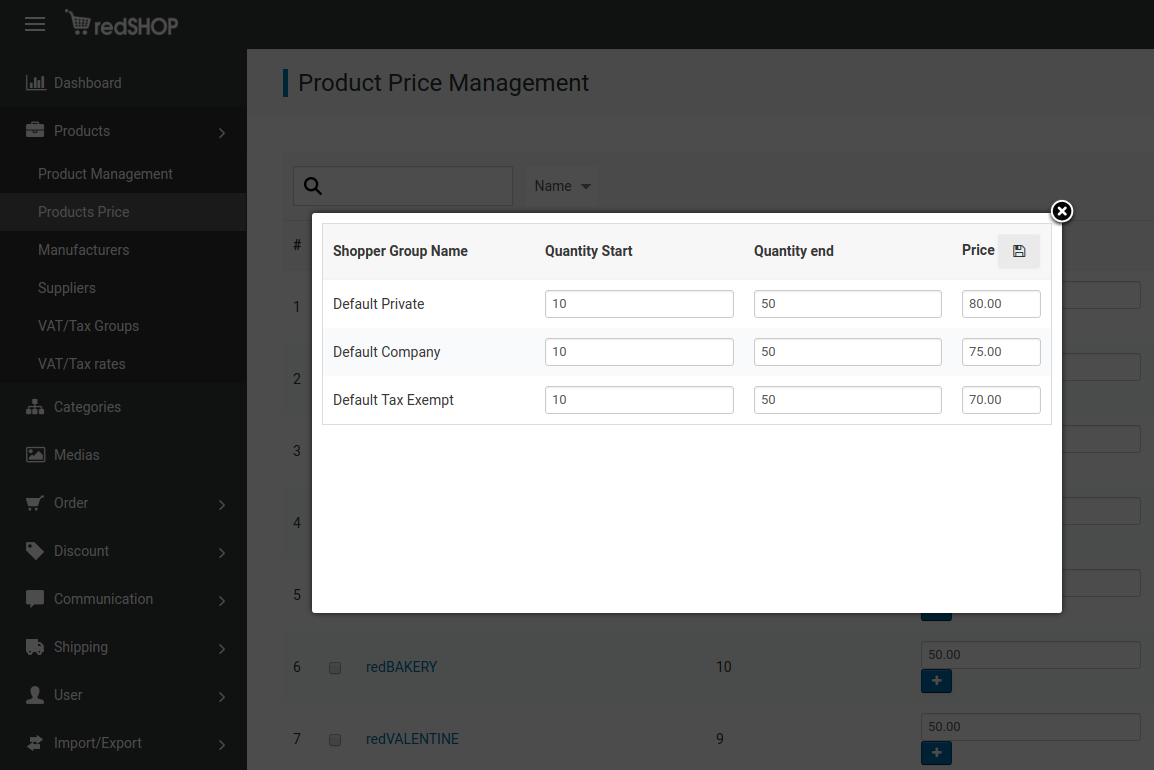 redSHOP
Dashboard
Products
Product Management
Products Price
Manufacturers
Suppliers
VAT/Tax Groups
VAT/Tax rates
Categories
Medias
Order
Discount
Communication
Shipping
User
Import/Export
Product Price Management
Name
#
1
2
3
4
5
Shopper Group Name Quantity Start Quantity end Price
Default Private 10 50 80.00
Default Company 10 50 75.00
Default Tax Exempt 10 50 70.00
6 redBAKERY 10 50.00
+
7 redVALENTINE 9 50.00
+